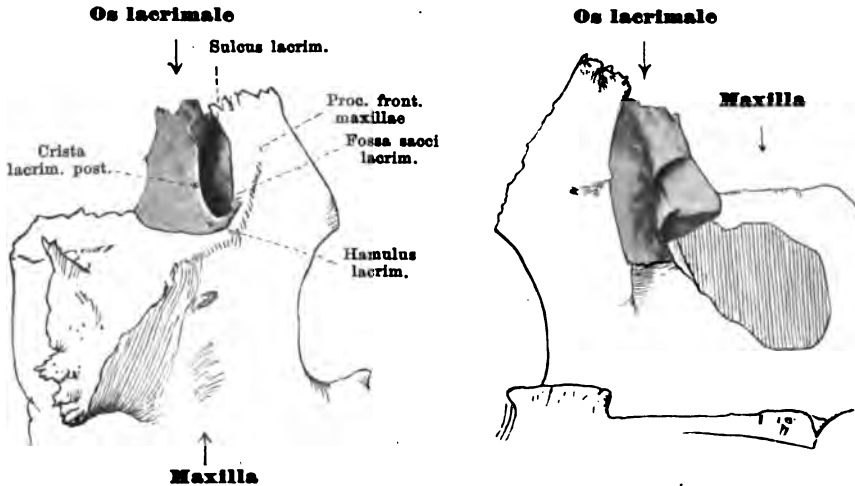 Os lacrimale
Sulcus lacrim.
Proc. front.
maxillae
Fossa sacci
lacrim.
Crista
lacrim. post.
Hamulus
lacrim.
Maxilla
Os lacrimale
Maxilla